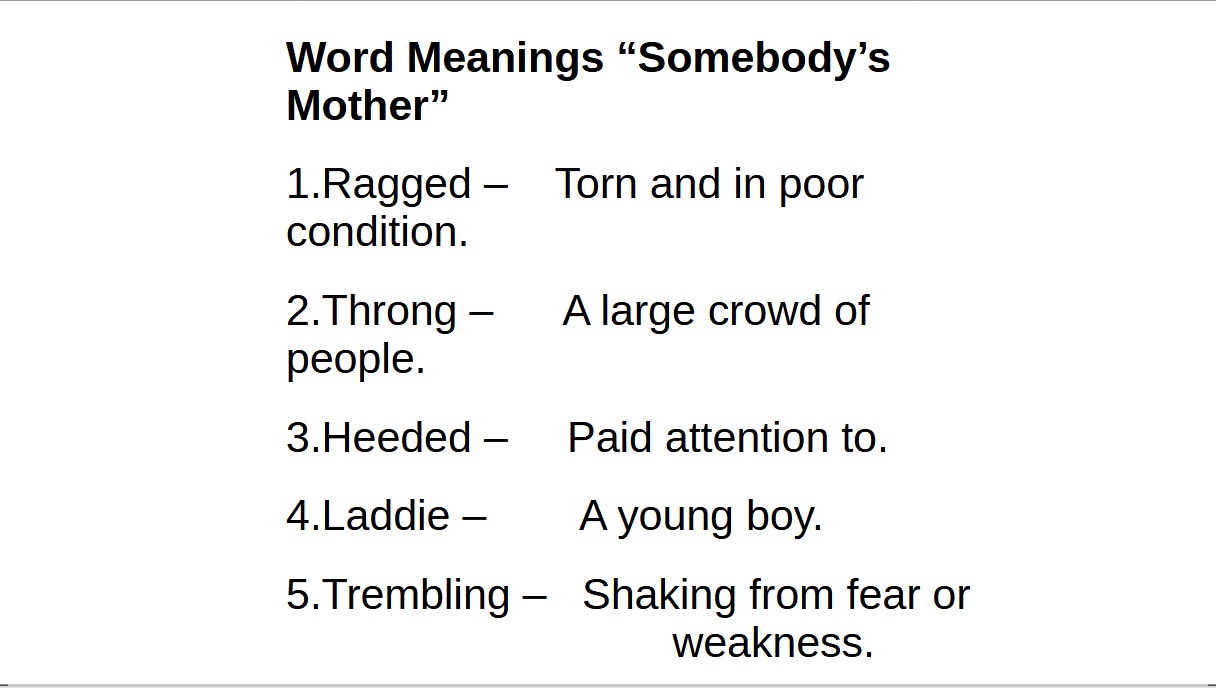 Word Meanings “Somebody’s
Mother”
1.Ragged – Torn and in poor
condition.
2.Throng – A large crowd of
people.
3.Heeded – Paid attention to.
4.Laddie – A young boy.
5.Trembling – Shaking from fear or
weakness.